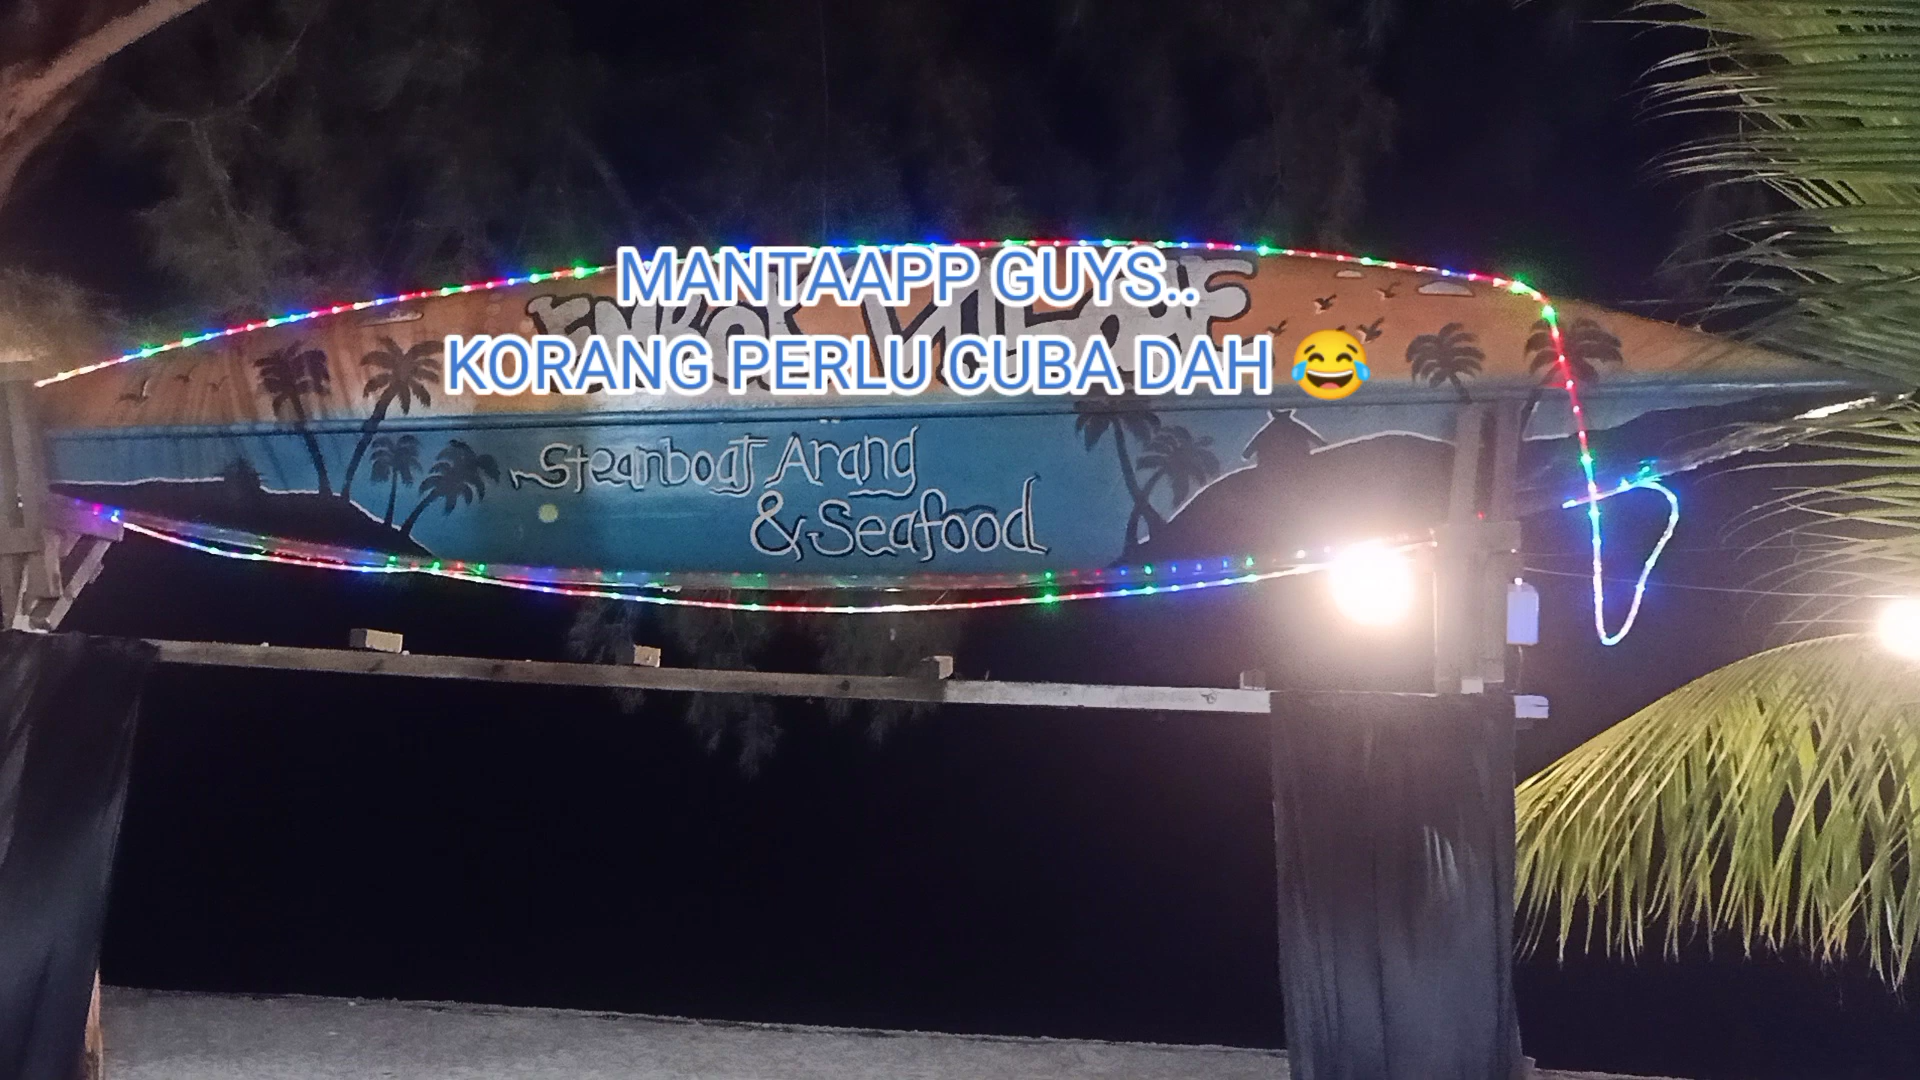 MANTAAPP GUYS..
KORANG PERLU CUBA DAH 😂
Steamboat Arang
& Seafood